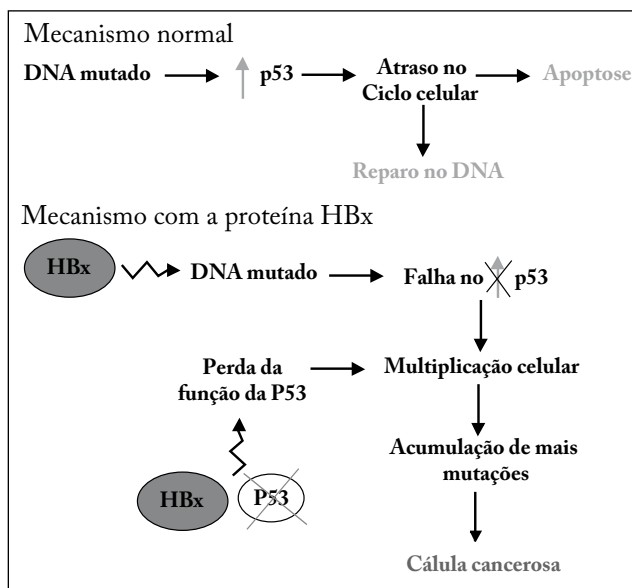 Mecanismo normal
DNA mutado p53 Atraso no Apoptose
Ciclo celular
Reparo no DNA
Mecanismo com a proteína HBx
HBx DNA mutado Falha no p53
Perda da
função da P53
Multiplicação celular
Acumulação de mais
mutações
HBx P53
Cálula cancerosa